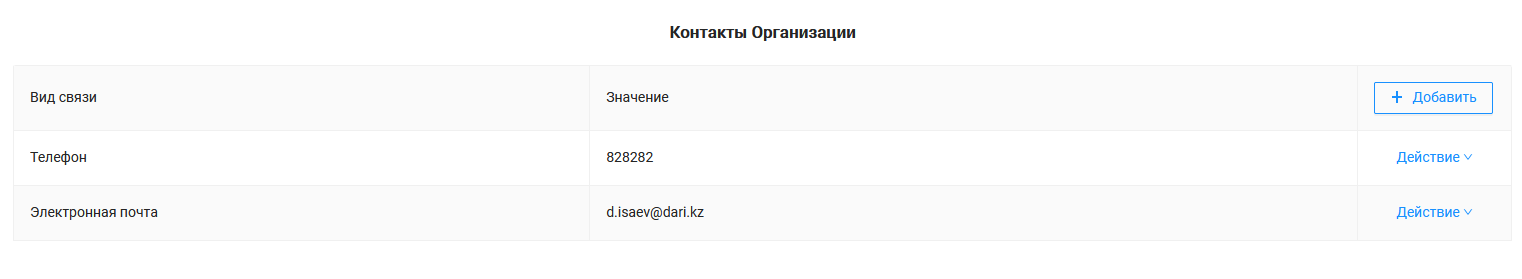 Контакты Организации
Вид связи Значение + Добавить
Телефон 828282 Действие
Электронная почта d.isaev@dari.kz Действие